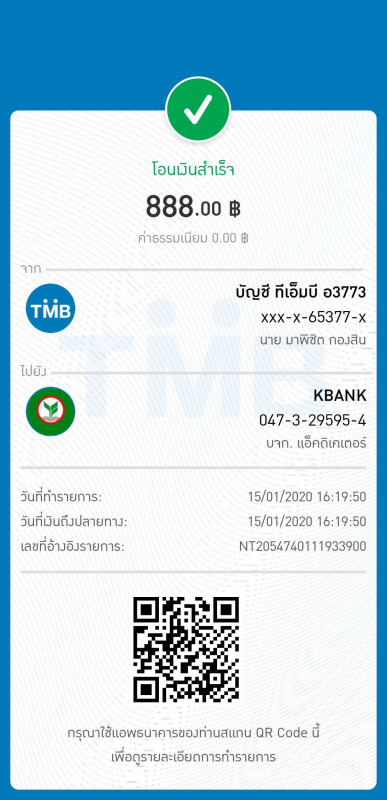 โอนเงินสำเร็จ
888.00 ฿
ค่าธรรมเนียม 0.00 ฿
จาก
TMB
บัญชี ทีเอ็มบี อ3773
xxx-x-65377-x
นาย มาพิชิต กองสิน
ไปยัง
KBANK
047-3-29595-4
บจก. แอ็คดิเคเตอร์
วันที่ทำรายการ: 15/01/2020 16:19:50
วันที่เงินถึงปลายทาง: 15/01/2020 16:19:50
เลขที่อ้างอิงรายการ: NT2054740111933900
กรุณาใช้แอพธนาคารของท่านสแกน QR Code นี้
เพื่อดูรายละเอียดการทำรายการ